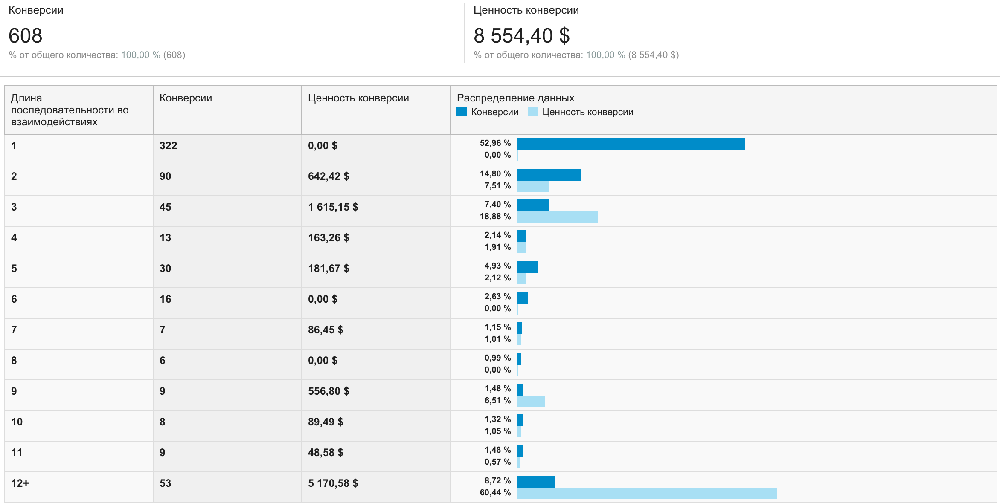 Конверсии
608
% от общего количества: 100,00 % (608)
Ценность конверсии
8 554,40 $
% от общего количества: 100,00 % (8 554,40 $)
Длина
последовательности во
взаимодействиях
Конверсии
Ценность конверсии
Распределение данных
Конверсии Ценность конверсии
1 322 0,00 $ 52,96 %
0,00 %
2 90 642,42 $ 14,80 %
7,51 %
3 45 1 615,15 $ 7,40 %
18,88 %
4 13 163,26 $ 2,14 %
1,91 %
5 30 181,67 $ 4,93 %
2,12 %
6 16 0,00 $ 2,63 %
0,00 %
7 7 86,45 $ 1,15 %
1,01 %
8 6 0,00 $ 0,99 %
0,00 %
9 9 556,80 $ 1,48 %
6,51 %
10 8 89,49 $ 1,32 %
1,05 %
11 9 48,58 $ 1,48 %
0,57 %
12+ 53 5 170,58 $ 8,72 %
60,44 %